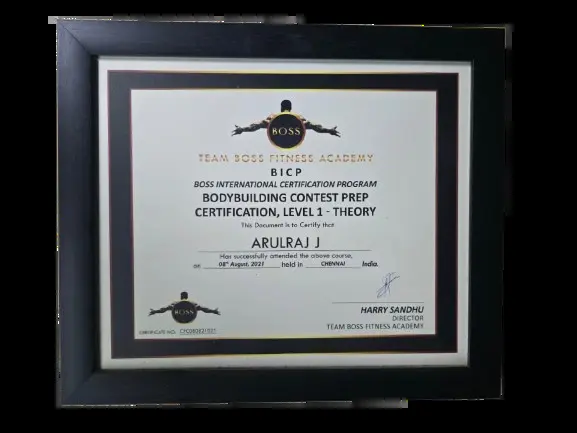 BOSS
TEAM BOSS FITNESS ACADEMY
BICP
BOSS INTERNATIONAL CERTIFICATION PROGRAM
BODYBUILDING CONTEST PREP
CERTIFICATION, LEVEL 1 - THEORY
This Document is to Certify that
ARULRAJ J
Has successfully attended the above course,
on 08th August, 2021 held in CHENNAI India.
HARRY SANDHU
DIRECTOR
TEAM BOSS FITNESS ACADEMY
BOSS
CERTIFICATE NO.